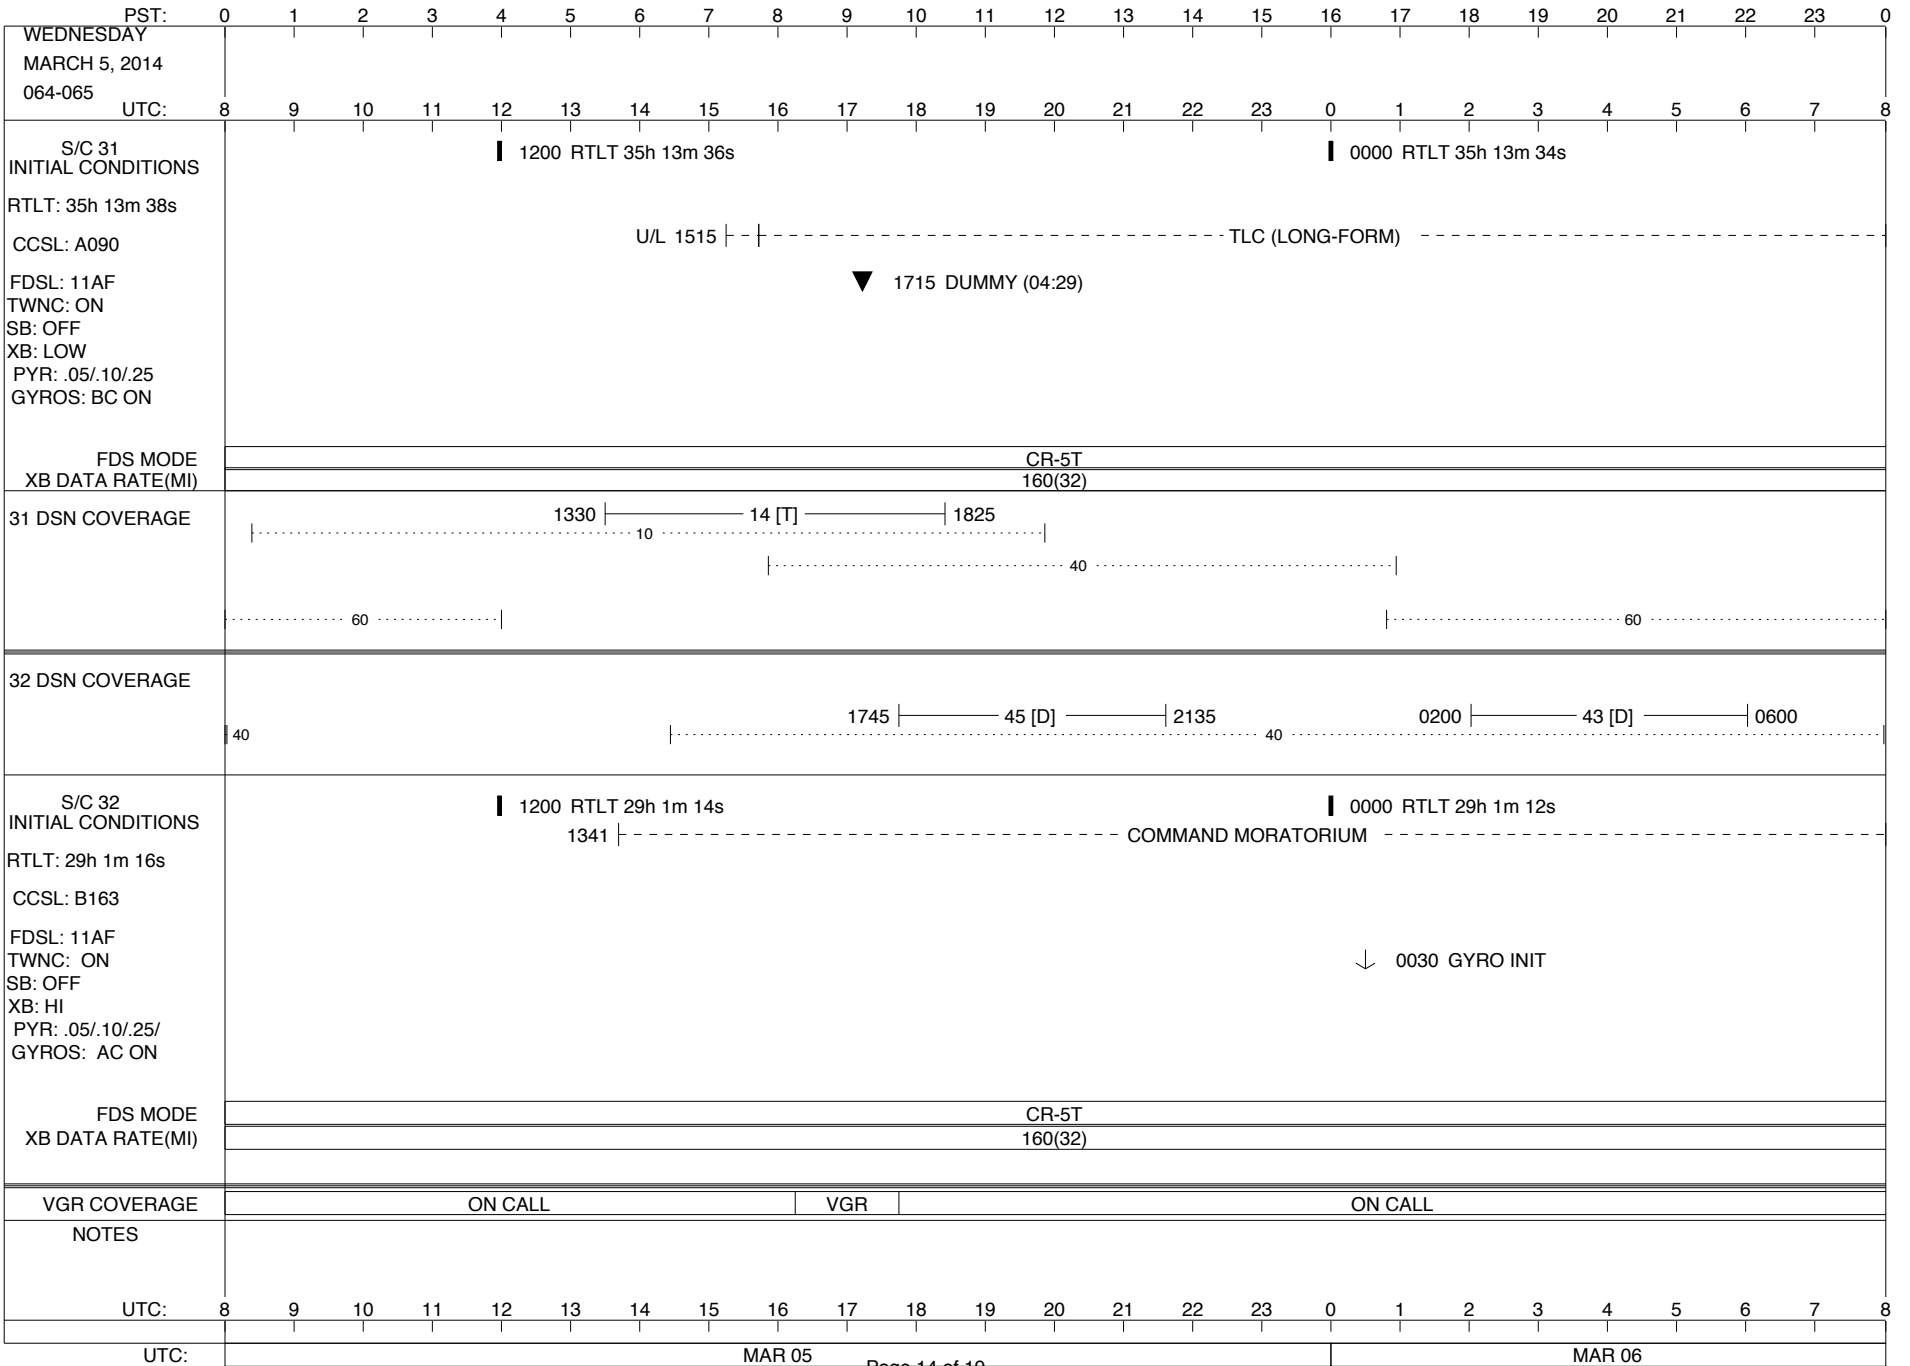 PST: 0 1 2 3 4 5 6 7 8 9 10 11 12 13 14 15 16 17 18 19 20 21 22 23 0
WEDNESDAY
MARCH 5, 2014
064-065
UTC: 8 9 10 11 12 13 14 15 16 17 18 19 20 21 22 23 0 1 2 3 4 5 6 7 8
S/C 31
INITIAL CONDITIONS
1200 RTLT 35h 13m 36s
0000 RTLT 35h 13m 34s
RTLT: 35h 13m 38s
U/L 1515
TLC (LONG-FORM)
CCSL: A090
1715 DUMMY (04:29)
FDSL: 11AF
TWNC: ON
SB: OFF
XB: LOW
PYR: .05/.10/.25
GYROS: BC ON
FDS MODE
CR-5T
XB DATA RATE(MI)
160(32)
31 DSN COVERAGE
1330 14 [T] 1825
10
40
60
60
32 DSN COVERAGE
1745 45 [D] 2135
0200 43 [D] 0600
40
40
S/C 32
INITIAL CONDITIONS
1200 RTLT 29h 1m 14s
0000 RTLT 29h 1m 12s
1341 COMMAND MORATORIUM
RTLT: 29h 1m 16s
CCSL: B163
FDSL: 11AF
TWNC: ON
0030 GYRO INIT
SB: OFF
XB: HI
PYR: .05/.10/.25/
GYROS: AC ON
FDS MODE
CR-5T
XB DATA RATE(MI)
160(32)
VGR COVERAGE
ON CALL
VGR
ON CALL
NOTES
UTC: 8 9 10 11 12 13 14 15 16 17 18 19 20 21 22 23 0 1 2 3 4 5 6 7 8
UTC: MAR 05 MAR 06
Page 14 of 19